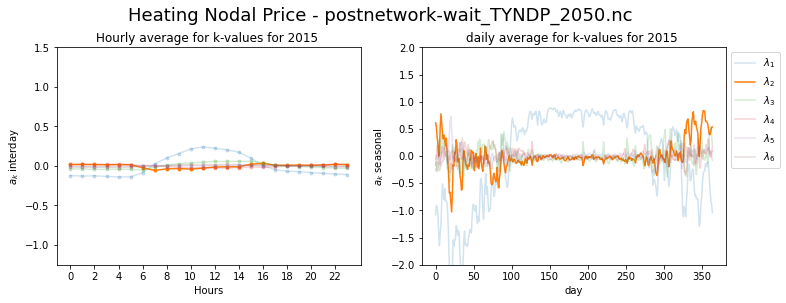 Heating Nodal Price - postnetwork-wait_TYNDP_2050.nc
Hourly average for k-values for 2015
1.5
1.0
0.5
0.0
−0.5
−1.0
a_k interday
0 2 4 6 8 10 12 14 16 18 20 22
Hours
daily average for k-values for 2015
2.0
1.5
1.0
0.5
0.0
−0.5
−1.0
−1.5
−2.0
a_k seasonal
0 50 100 150 200 250 300 350
day
λ₁
λ₂
λ₃
λ₄
λ₅
λ₆